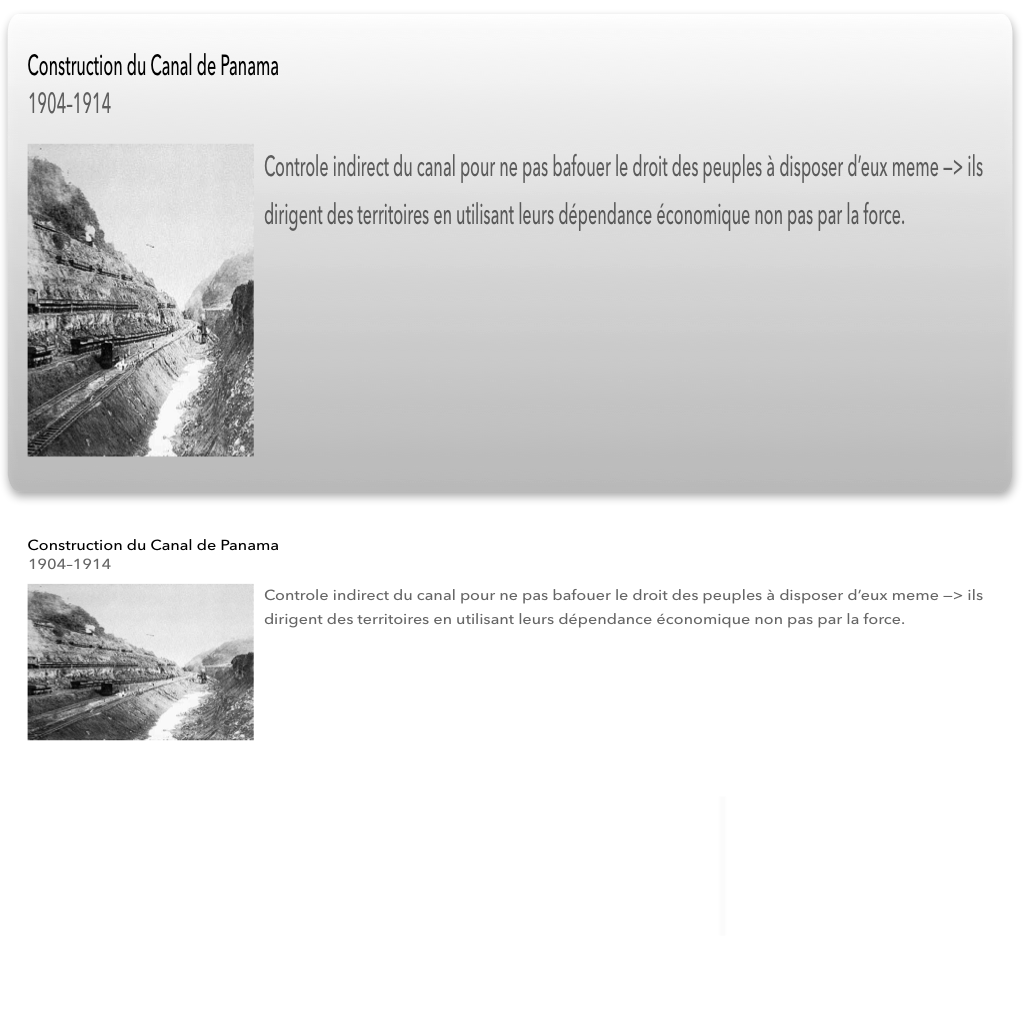 Construction du Canal de Panama
1904-1914
Controle indirect du canal pour ne pas bafouer le droit des peuples à disposer d’eux meme —> ils
dirigent des territoires en utilisant leurs dépendance économique non pas par la force.
Construction du Canal de Panama
1904–1914
Controle indirect du canal pour ne pas bafouer le droit des peuples à disposer d’eux meme —> ils
dirigent des territoires en utilisant leurs dépendance économique non pas par la force.